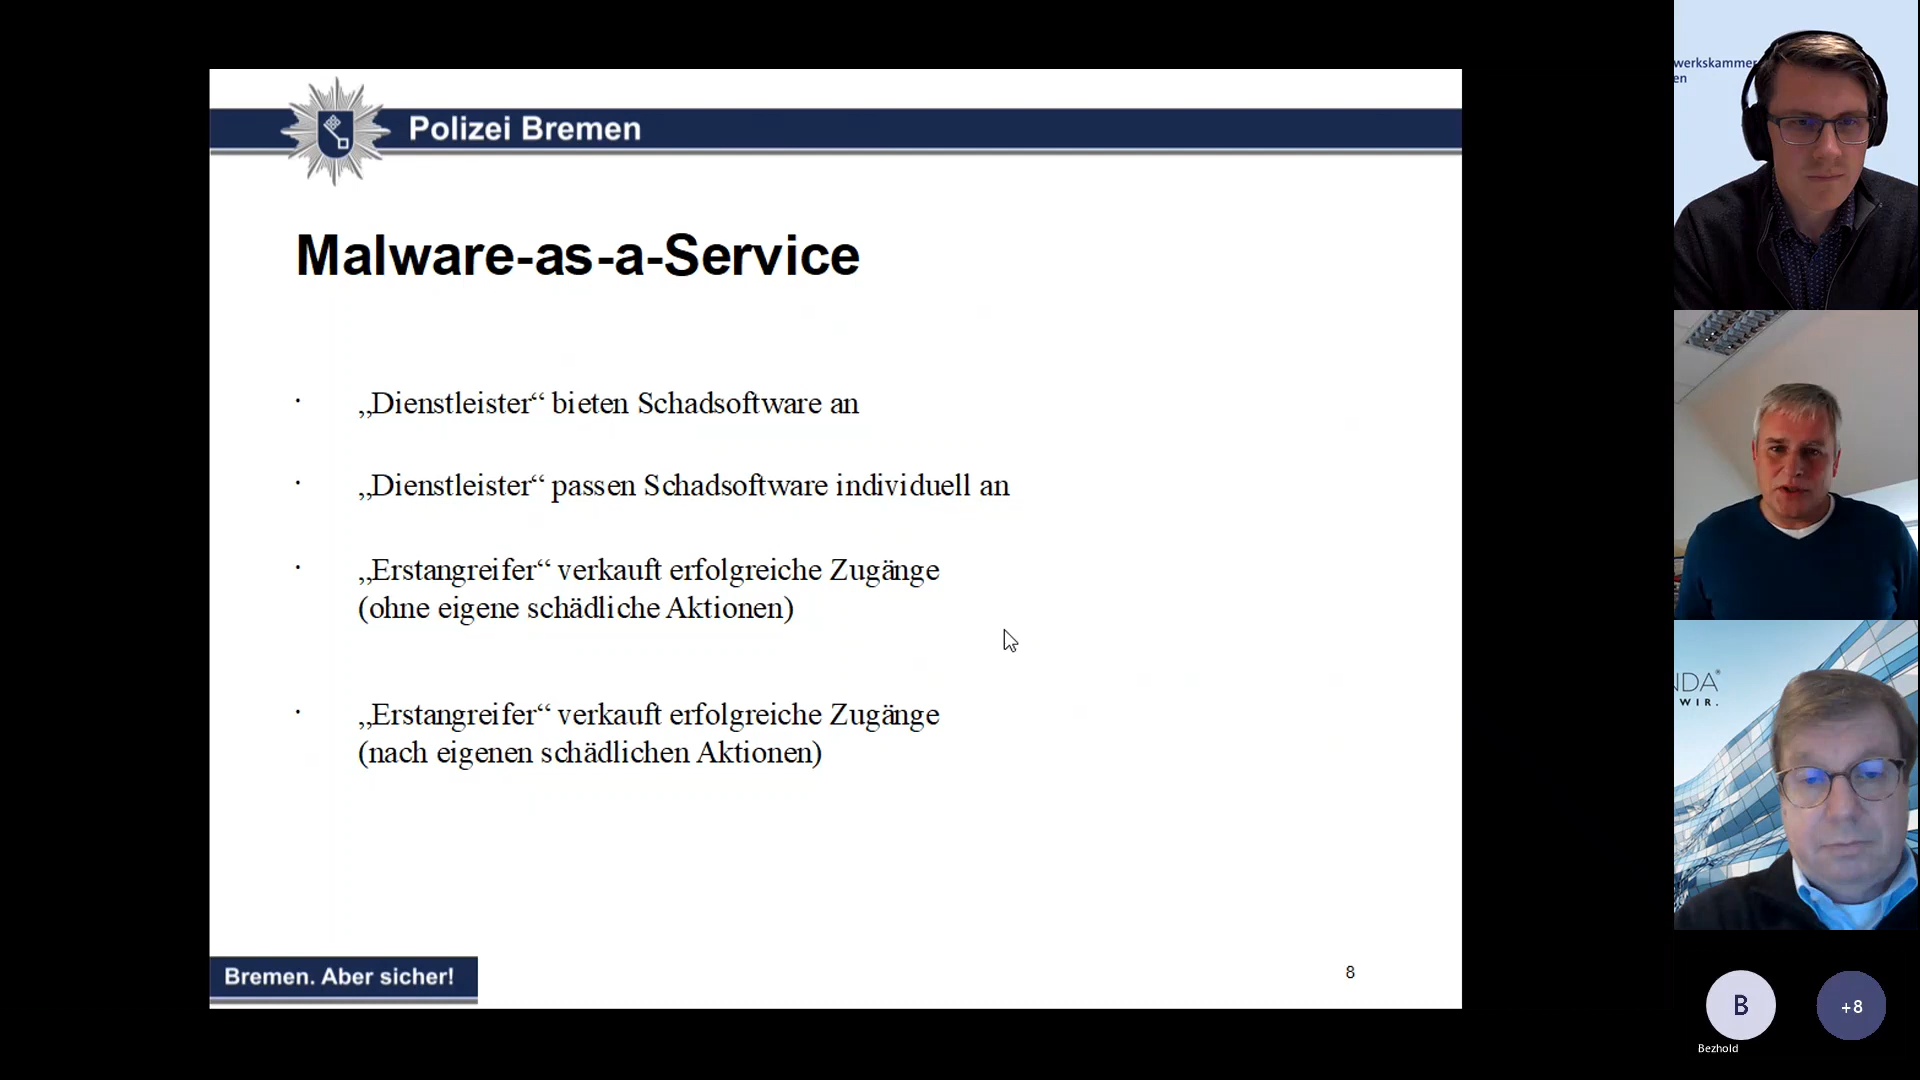 Polizei Bremen
Malware-as-a-Service
· „Dienstleister“ bieten Schadsoftware an
· „Dienstleister“ passen Schadsoftware individuell an
· „Erstangreifer“ verkauft erfolgreiche Zugänge
(ohne eigene schädliche Aktionen)
· „Erstangreifer“ verkauft erfolgreiche Zugänge
(nach eigenen schädlichen Aktionen)
Bremen. Aber sicher!
8
werkskammer
en
NDA®
WIR.
B
+8
Bezhold